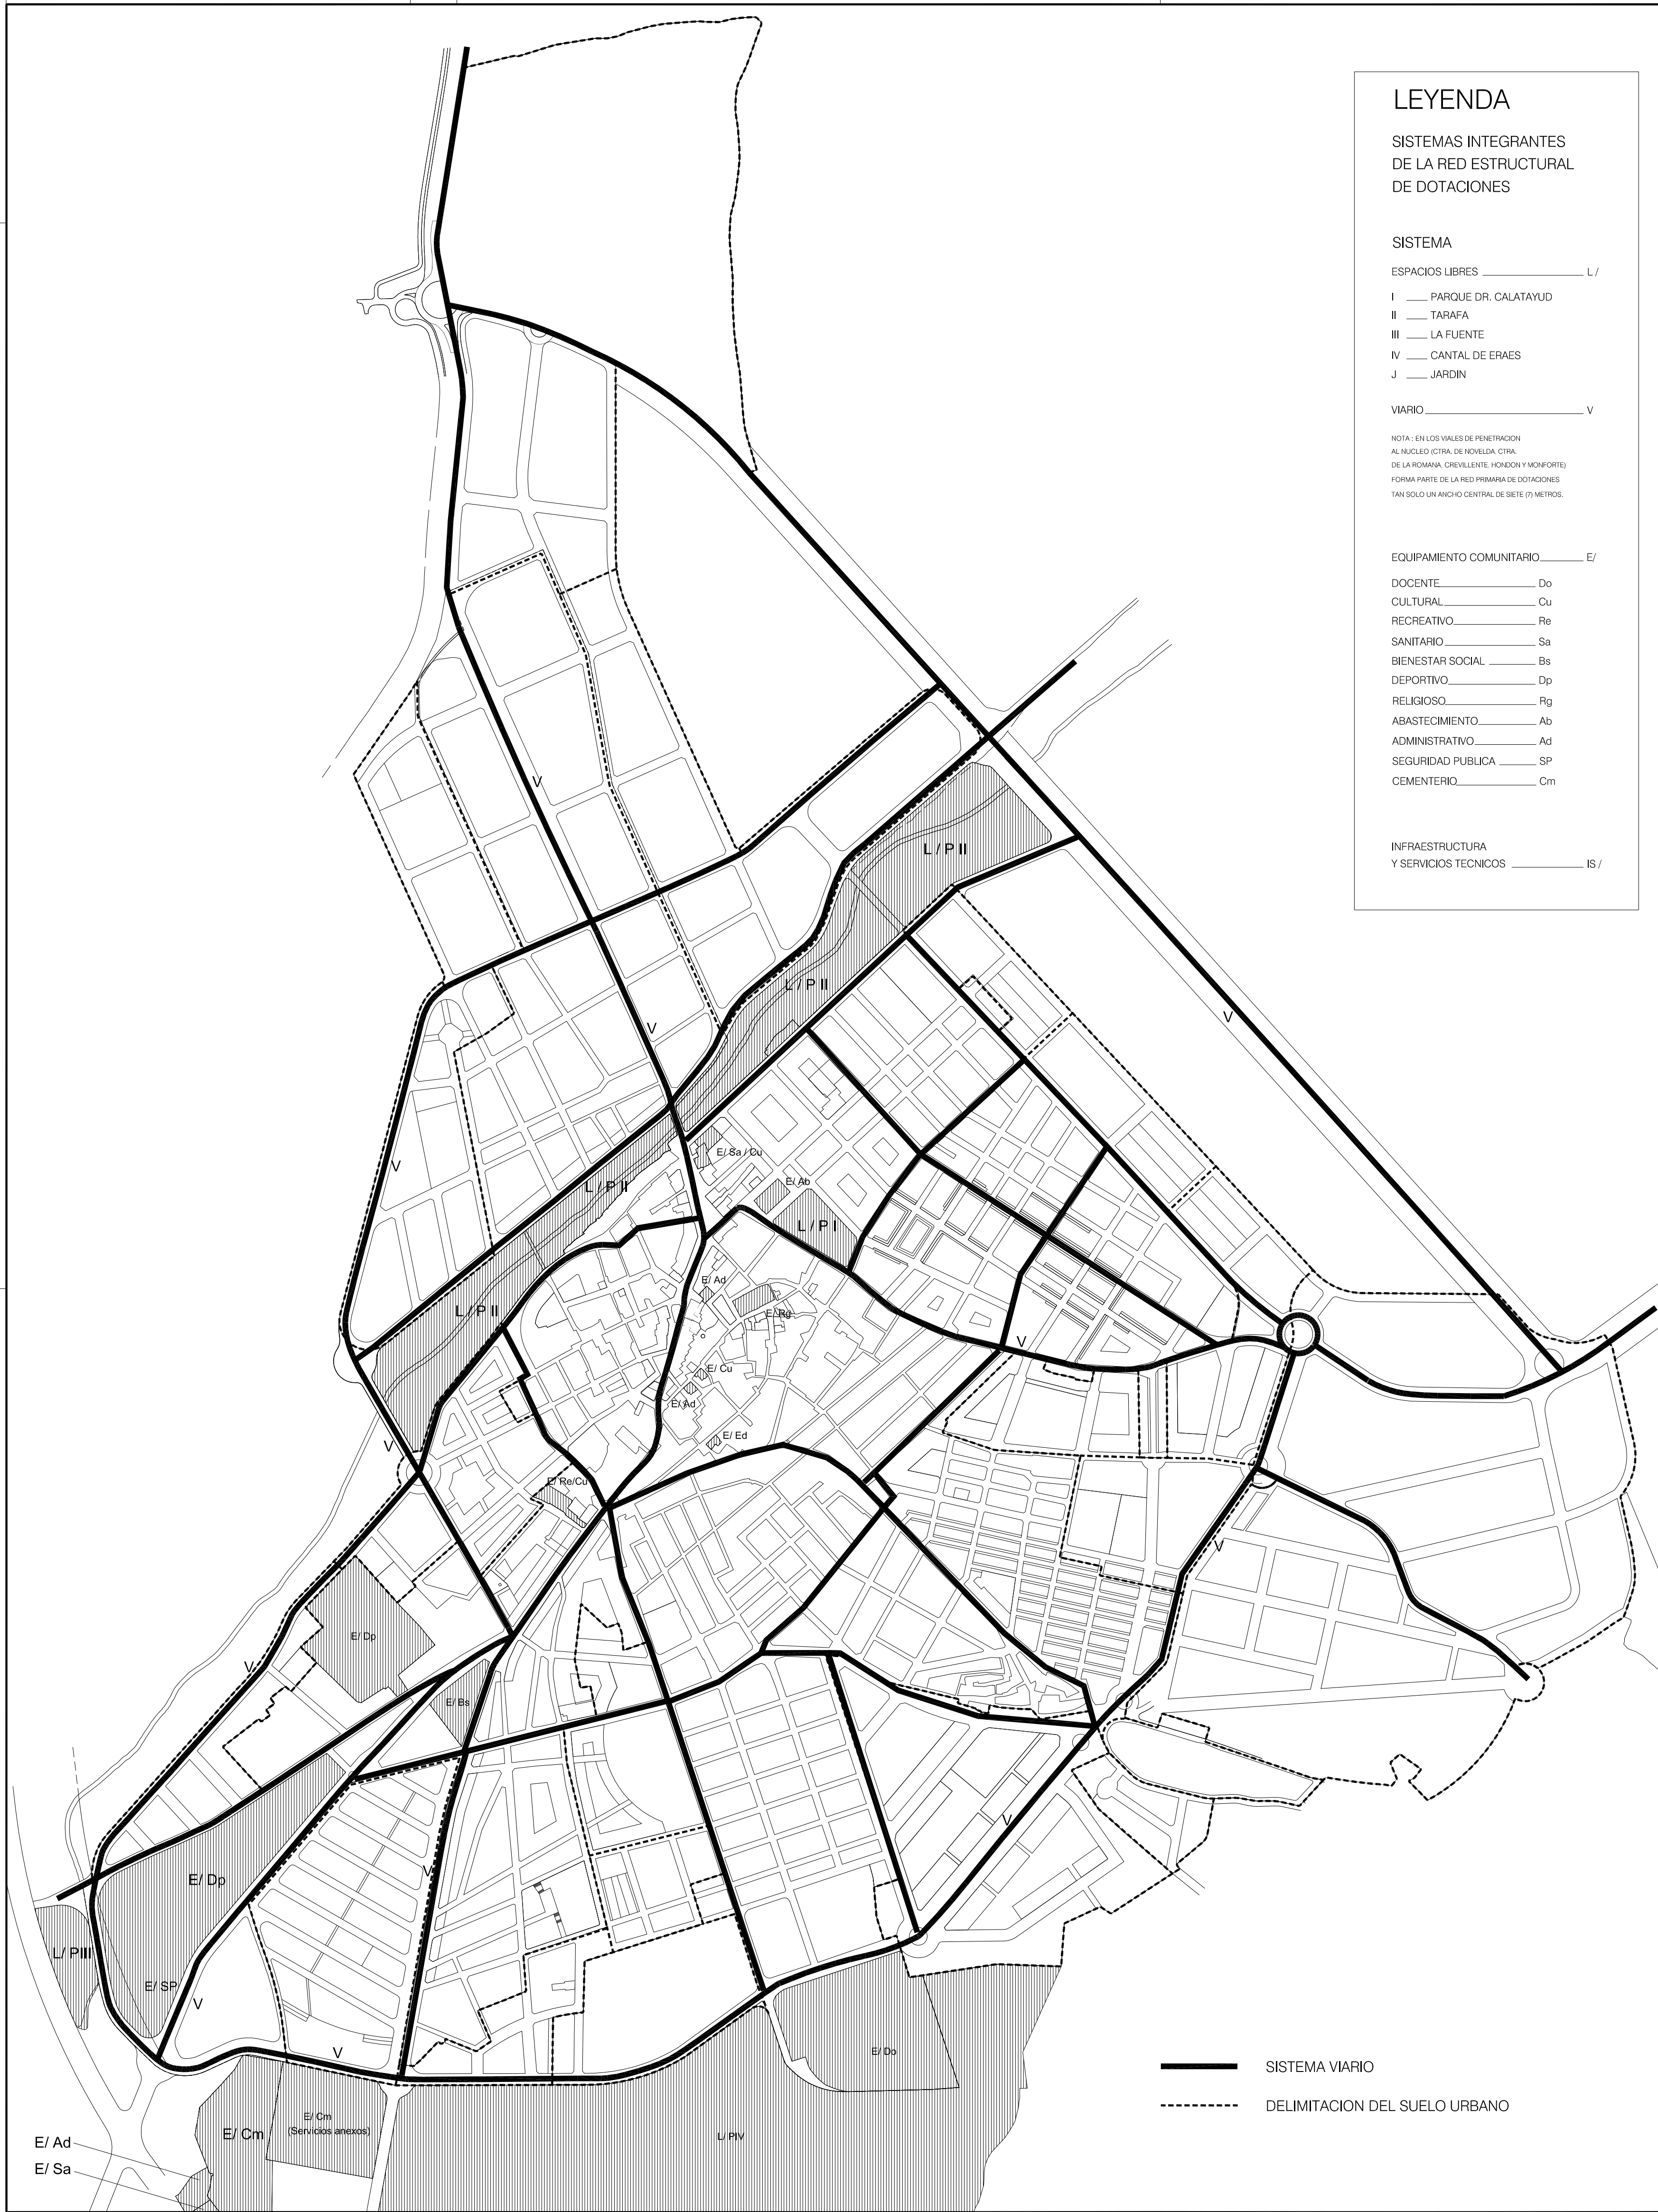 LEYENDA
SISTEMAS INTEGRANTES
DE LA RED ESTRUCTURAL
DE DOTACIONES
SISTEMA
ESPACIOS LIBRES L /
I PARQUE DR. CALATAYUD
II TARAFA
III LA FUENTE
IV CANTAL DE ERAES
J JARDIN
VIARIO V
NOTA : EN LOS VIALES DE PENETRACION
AL NUCLEO (CTRA. DE NOVELDA, CTRA.
DE LA ROMANA, CREVILLENTE, HONDON Y MONFORTE)
FORMA PARTE DE LA RED PRIMARIA DE DOTACIONES
TAN SOLO UN ANCHO CENTRAL DE SIETE (7) METROS.
EQUIPAMIENTO COMUNITARIO E/
DOCENTE Do
CULTURAL Cu
RECREATIVO Re
SANITARIO Sa
BIENESTAR SOCIAL Bs
DEPORTIVO Dp
RELIGIOSO Rg
ABASTECIMIENTO Ab
ADMINISTRATIVO Ad
SEGURIDAD PUBLICA SP
CEMENTERIO Cm
INFRAESTRUCTURA
Y SERVICIOS TECNICOS IS /
V
L / P II
L / P II
V
V
E/ Sa / Cu
V
E/ Ab
L / P II
L / P I
E/ Ad
L / P II
E/ Rg
V
E/ Cu
E/ Ad
E/ Ed
V
E/ Re/Cu
V
E/ Dp
V
E/ Bs
V
V
E/ Dp
L/ PIII
E/ SP
V
V
E/ Do
E/ Cm
(Servicios anexos)
E/ Cm
L/ PIV
E/ Ad
E/ Sa
SISTEMA VIARIO
DELIMITACION DEL SUELO URBANO